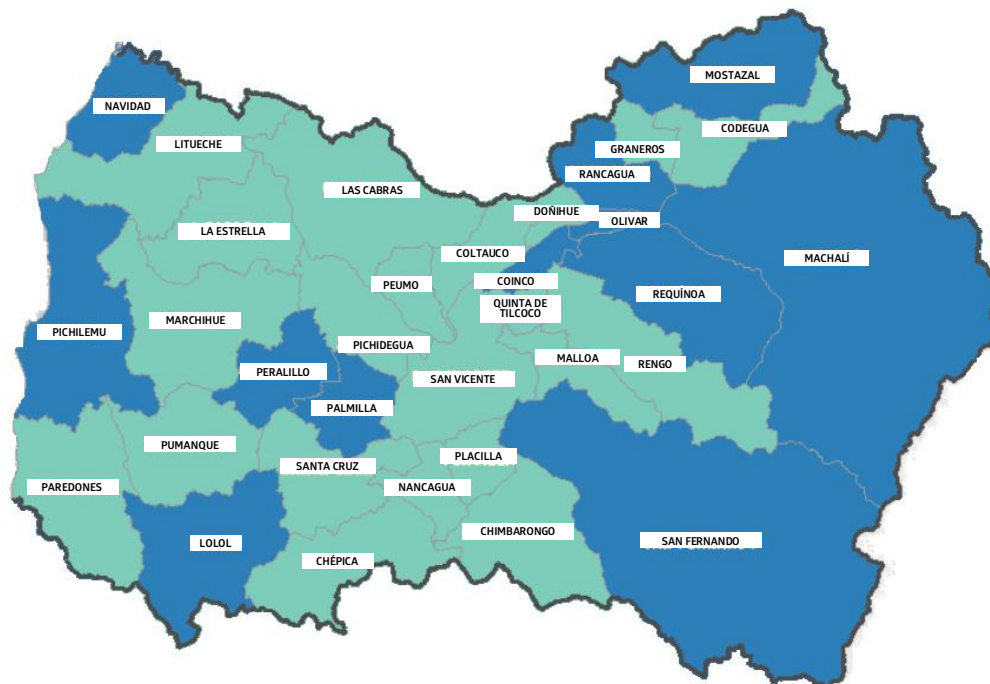 MOSTAZAL
NAVIDAD
CODEGUA
LITUECHE
GRANEROS
RANCAGUA
LAS CABRAS
DOÑIHUE
OLIVAR
LA ESTRELLA
COLTAUCO
MACHALÍ
PEUMO
COINCO
REQUÍNOA
QUINTA DE
TILCOCO
MARCHIHUE
PICHILEMU
PICHIDEGUA
MALLOA
RENGO
PERALILLO
SAN VICENTE
PALMILLA
PUMANQUE
PLACILLA
SANTA CRUZ
PAREDONES
NANCAGUA
CHIMBARONGO
LOLOL
SAN FERNANDO
CHÉPICA